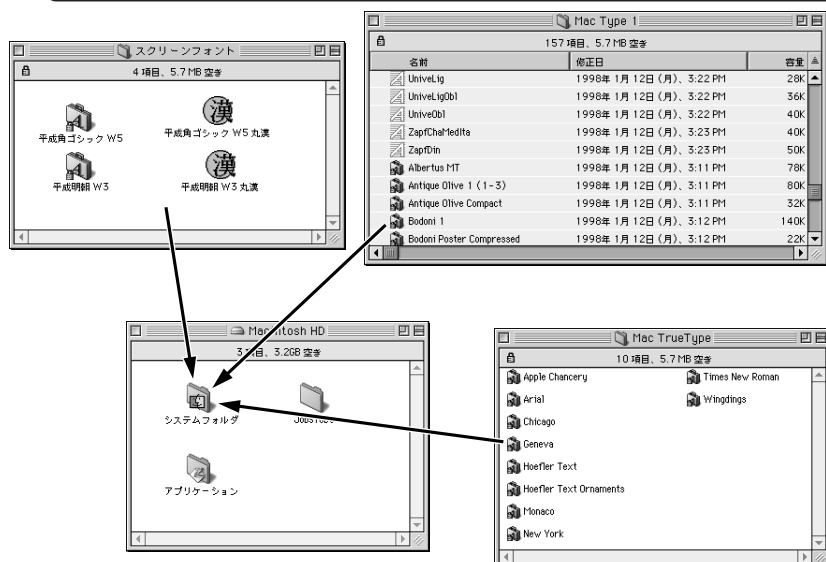 スクリーンフォント
4 項目、5.7 MB 空き
平成角ゴシック W5
平成角ゴシック W5 丸漢
平成明朝 W3
平成明朝 W3 丸漢
Mac Type 1
157 項目、5.7 MB 空き
名前 修正日 容量
UniveLig 1998年 1月 12日 (月)、3:22 PM 28K
UniveLigObl 1998年 1月 12日 (月)、3:22 PM 36K
UniveObl 1998年 1月 12日 (月)、3:22 PM 40K
ZapfChaMedIta 1998年 1月 12日 (月)、3:23 PM 40K
ZapfDin 1998年 1月 12日 (月)、3:23 PM 50K
Albertus MT 1998年 1月 12日 (月)、3:11 PM 78K
Antique Olive 1 (1-3) 1998年 1月 12日 (月)、3:11 PM 80K
Antique Olive Compact 1998年 1月 12日 (月)、3:11 PM 32K
Bodoni 1 1998年 1月 12日 (月)、3:12 PM 140K
Bodoni Poster Compressed 1998年 1月 12日 (月)、3:12 PM 22K
Macintosh HD
3 項目、3.2GB 空き
システムフォルダ
アプリケーション
Mac TrueType
10 項目、5.7 MB 空き
Apple Chancery
Times New Roman
Arial
Wingdings
Chicago
Geneva
Hoefler Text
Hoefler Text Ornaments
Monaco
New York